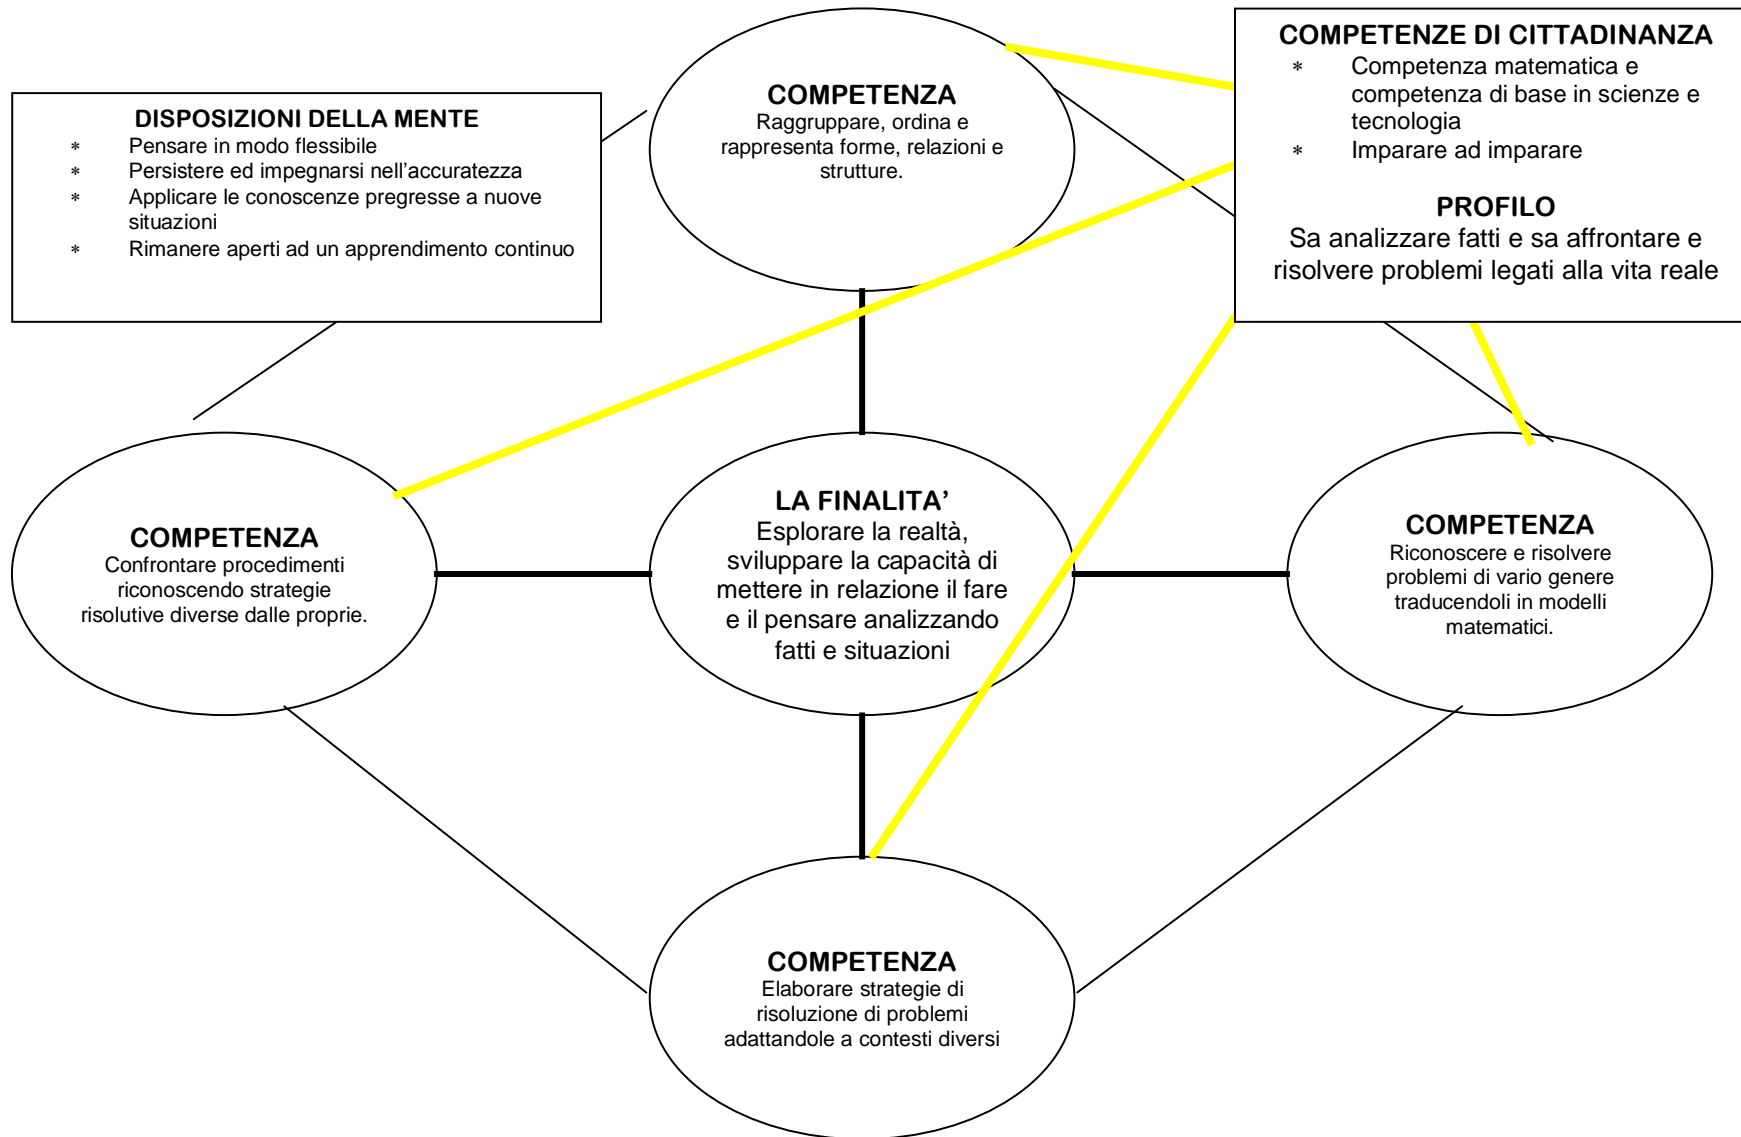 COMPETENZE DI CITTADINANZA
* Competenza matematica e
competenza di base in scienze e
tecnologia
* Imparare ad imparare
PROFILO
Sa analizzare fatti e sa affrontare e
risolvere problemi legati alla vita reale
DISPOSIZIONI DELLA MENTE
* Pensare in modo flessibile
* Persistere ed impegnarsi nell’accuratezza
* Applicare le conoscenze pregresse a nuove
situazioni
* Rimanere aperti ad un apprendimento continuo
COMPETENZA
Raggruppare, ordina e
rappresenta forme, relazioni e
strutture.
COMPETENZA
Confrontare procedimenti
riconoscendo strategie
risolutive diverse dalle proprie.
LA FINALITA’
Esplorare la realtà,
sviluppare la capacità di
mettere in relazione il fare
e il pensare analizzando
fatti e situazioni
COMPETENZA
Riconoscere e risolvere
problemi di vario genere
traducendoli in modelli
matematici.
COMPETENZA
Elaborare strategie di
risoluzione di problemi
adattandole a contesti diversi